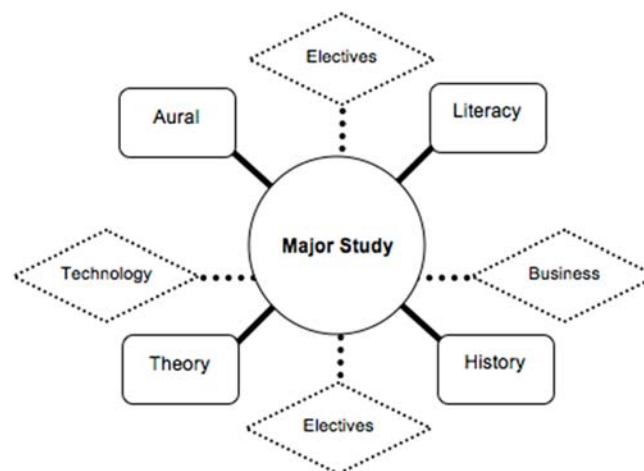 Electives
Aural
Literacy
Major Study
Technology
Business
Theory
History
Electives